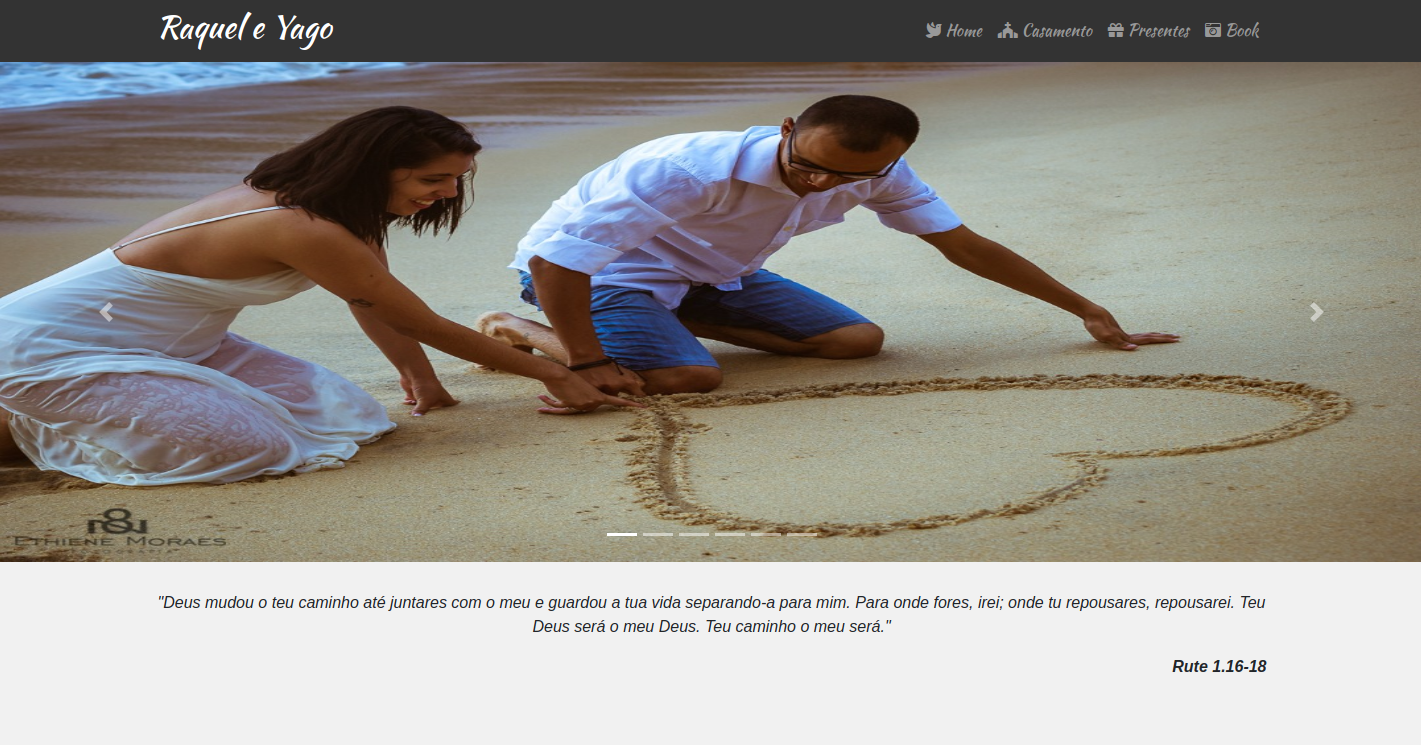 Raquel e Yago
Home Casamento Presentes Book
ETHIENE MORAES
"Deus mudou o teu caminho até juntares com o meu e guardou a tua vida separando-a para mim. Para onde fores, irei; onde tu repousares, repousarei. Teu
Deus será o meu Deus. Teu caminho o meu será."
Rute 1.16-18